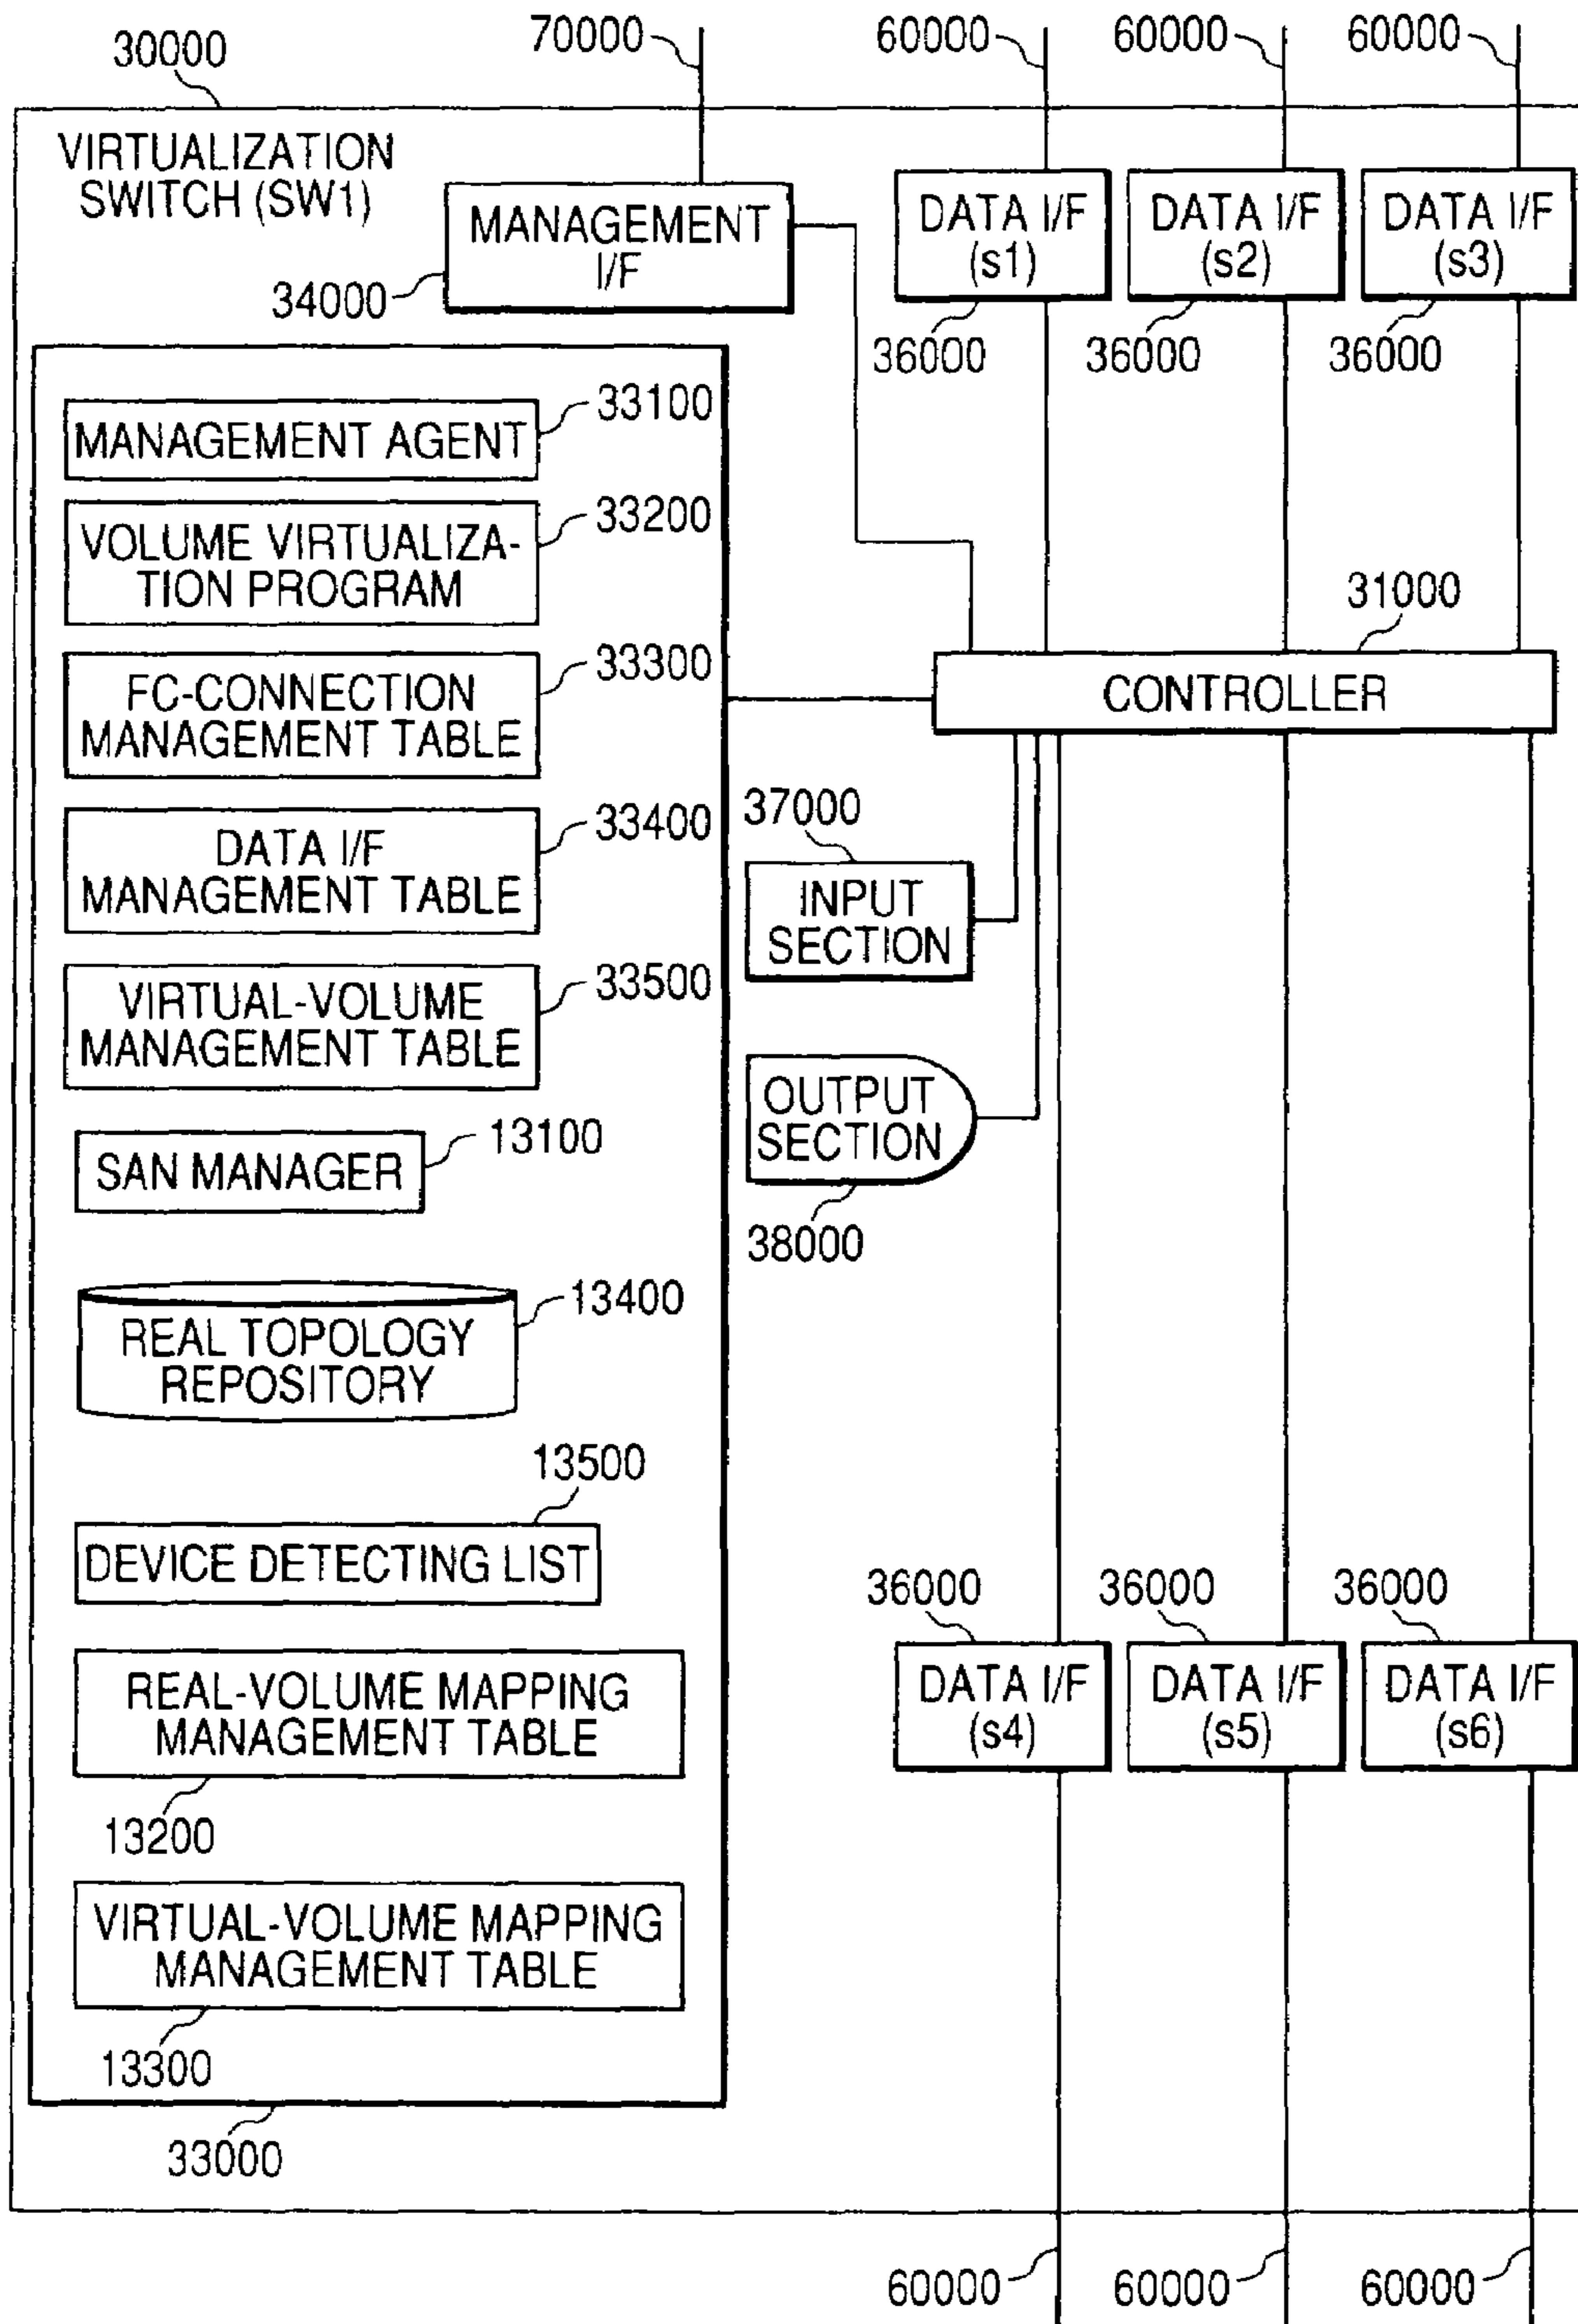 70000
60000
60000
60000
30000
VIRTUALIZATION
SWITCH (SW1)
MANAGEMENT
I/F
34000
DATA I/F
(s1)
DATA I/F
(s2)
DATA I/F
(s3)
36000
36000
36000
MANAGEMENT AGENT
33100
VOLUME VIRTUALIZA-
TION PROGRAM
33200
FC-CONNECTION
MANAGEMENT TABLE
33300
31000
CONTROLLER
DATA I/F
MANAGEMENT TABLE
33400
37000
INPUT
SECTION
VIRTUAL-VOLUME
MANAGEMENT TABLE
33500
OUTPUT
SECTION
38000
SAN MANAGER
13100
REAL TOPOLOGY
REPOSITORY
13400
13500
DEVICE DETECTING LIST
36000
36000
36000
DATA I/F
(s4)
DATA I/F
(s5)
DATA I/F
(s6)
REAL-VOLUME MAPPING
MANAGEMENT TABLE
13200
VIRTUAL-VOLUME MAPPING
MANAGEMENT TABLE
13300
33000
60000
60000
60000